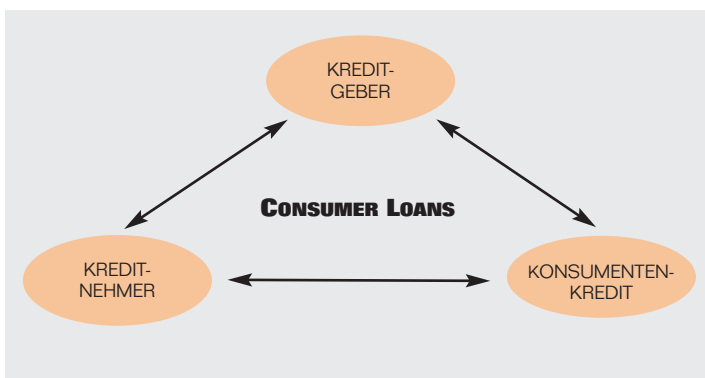 KREDIT-
GEBER
CONSUMER LOANS
KREDIT-
NEHMER
KONSUMENTEN-
KREDIT